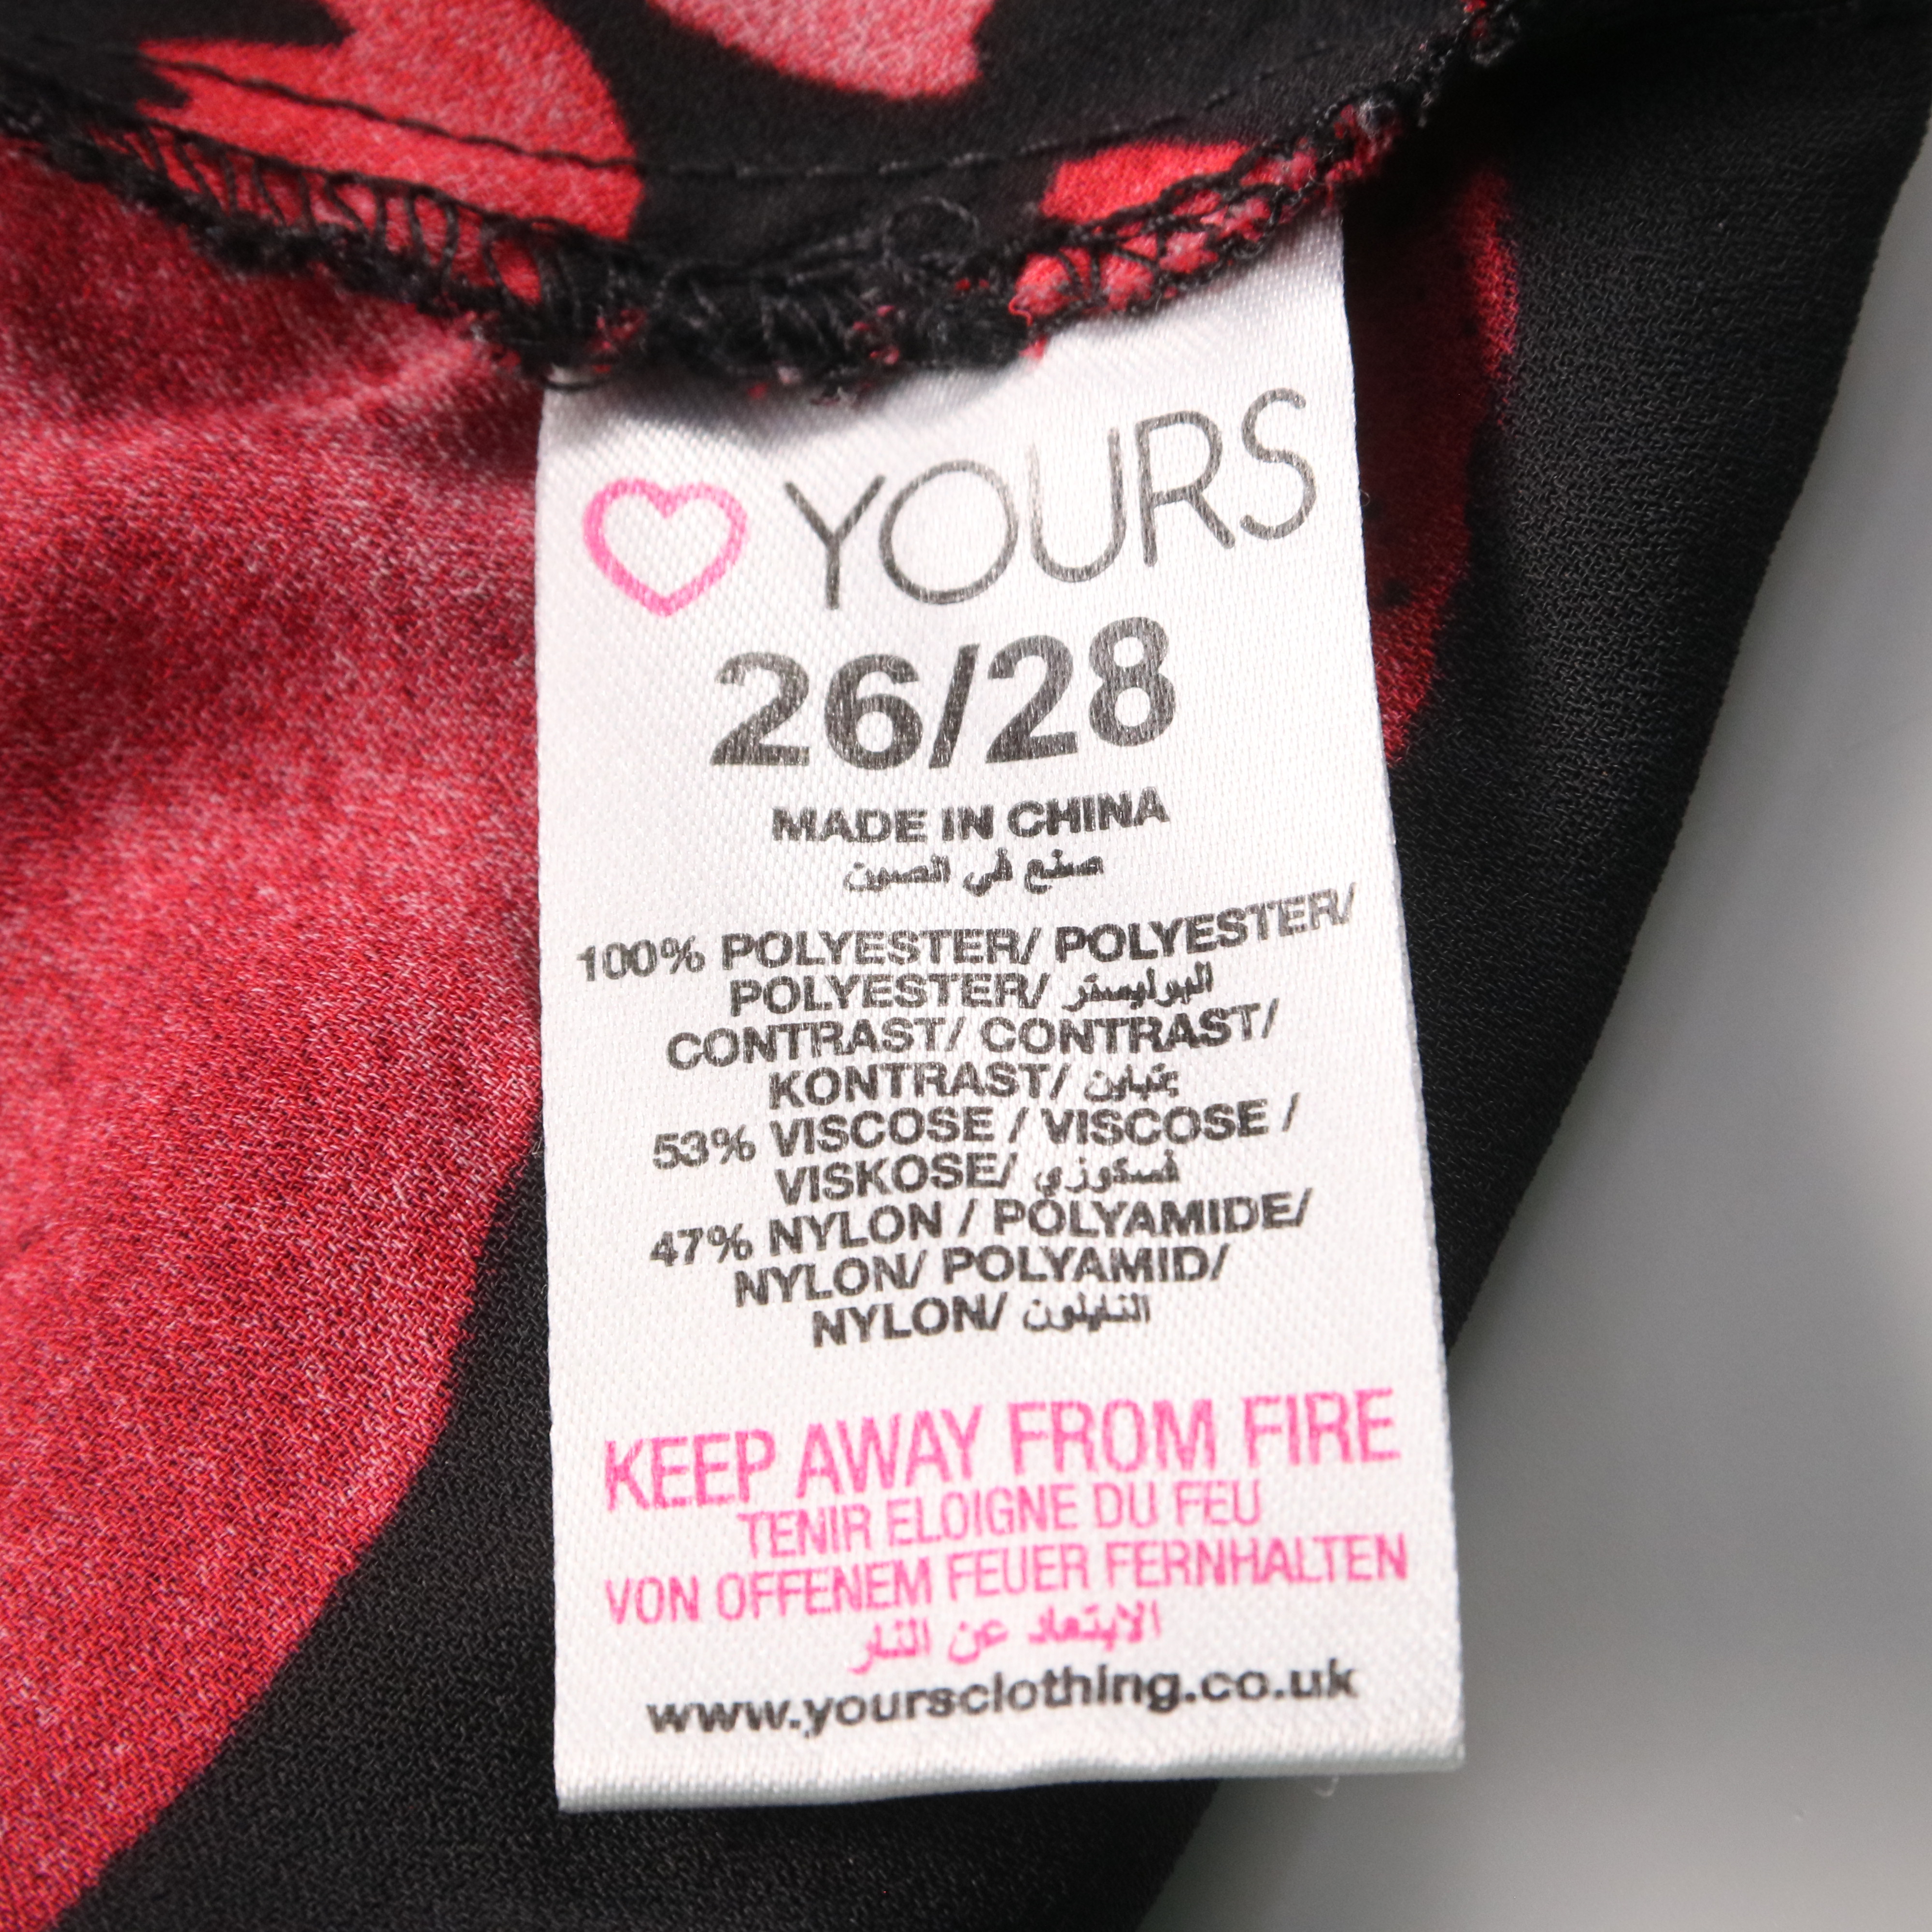 YOURS
26/28
MADE IN CHINA
صنع في الصين
100% POLYESTER/ POLYESTER/
POLYESTER/ البوليستر
CONTRAST/ CONTRAST/
KONTRAST/ تباين
53% VISCOSE / VISCOSE /
VISKOSE/ فسكوزي
47% NYLON / POLYAMIDE/
NYLON/ POLYAMID/
NYLON/ النايلون
KEEP AWAY FROM FIRE
TENIR ELOIGNE DU FEU
VON OFFENEM FEUER FERNHALTEN
الابتعاد عن النار
www.yoursclothing.co.uk